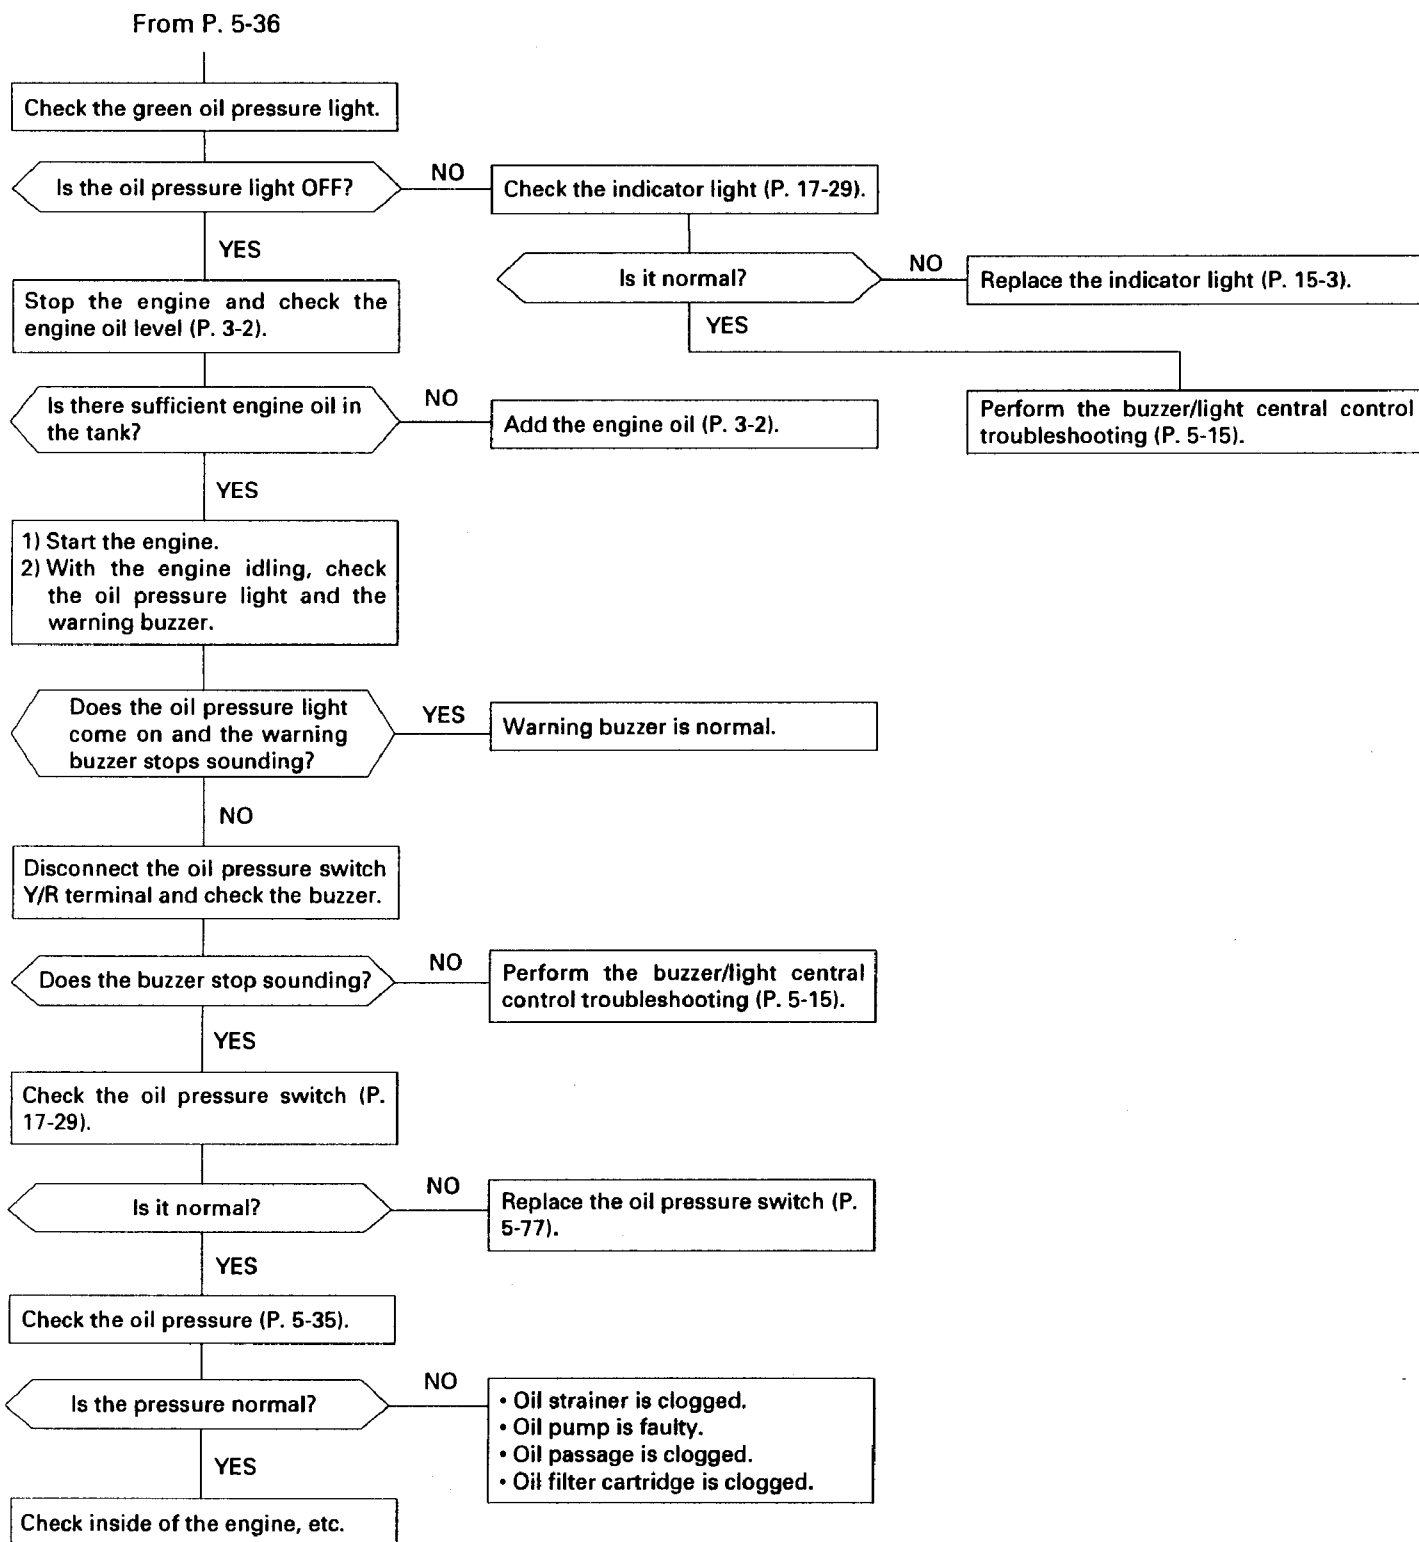 From P. 5-36
Check the green oil pressure light.
Is the oil pressure light OFF?
NO
Check the indicator light (P. 17-29).
YES
Is it normal?
NO
Replace the indicator light (P. 15-3).
Stop the engine and check the
engine oil level (P. 3-2).
YES
Is there sufficient engine oil in
the tank?
NO
Add the engine oil (P. 3-2).
Perform the buzzer/light central control
troubleshooting (P. 5-15).
YES
1) Start the engine.
2) With the engine idling, check
the oil pressure light and the
warning buzzer.
Does the oil pressure light
come on and the warning
buzzer stops sounding?
YES
Warning buzzer is normal.
NO
Disconnect the oil pressure switch
Y/R terminal and check the buzzer.
Does the buzzer stop sounding?
NO
Perform the buzzer/light central
control troubleshooting (P. 5-15).
YES
Check the oil pressure switch (P.
17-29).
Is it normal?
NO
Replace the oil pressure switch (P.
5-77).
YES
Check the oil pressure (P. 5-35).
Is the pressure normal?
NO
• Oil strainer is clogged.
• Oil pump is faulty.
• Oil passage is clogged.
• Oil filter cartridge is clogged.
YES
Check inside of the engine, etc.